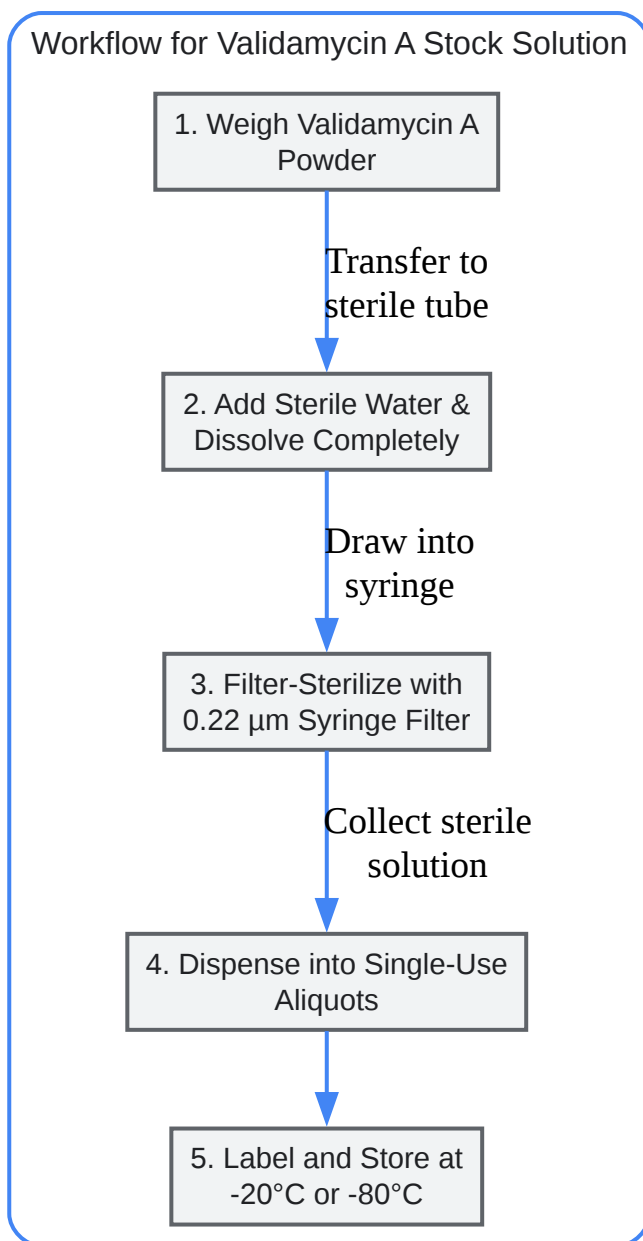 Workflow for Validamycin A Stock Solution
1. Weigh Validamycin A
Powder
Transfer to
sterile tube
2. Add Sterile Water &
Dissolve Completely
Draw into
syringe
3. Filter-Sterilize with
0.22 µm Syringe Filter
Collect sterile
solution
4. Dispense into Single-Use
Aliquots
5. Label and Store at
-20°C or -80°C